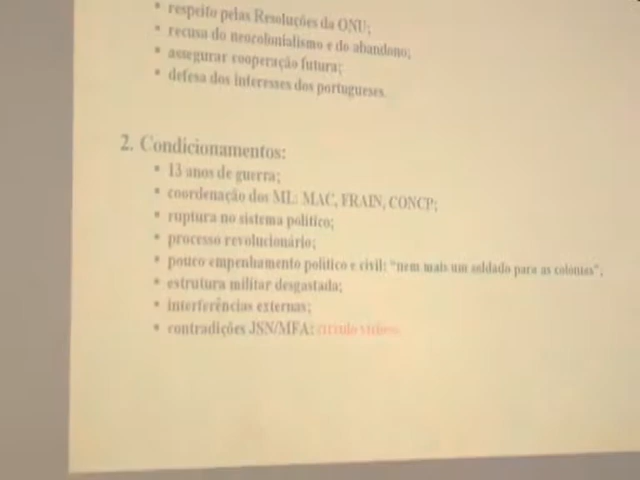 • respeito pelas Resoluções da ONU;
• recusa do neocolonialismo e do abandono;
• assegurar cooperação futura;
• defesa dos interesses dos portugueses.
2. Condicionamentos:
• 13 anos de guerra;
• coordenação dos ML: MAC, FRAIN, CONCP;
• ruptura no sistema político;
• processo revolucionário;
• pouco empenhamento político e civil: “nem mais um soldado para as colónias”;
• estrutura militar desgastada;
• interferências externas;
• contradições JSN/MFA: círculo vicioso